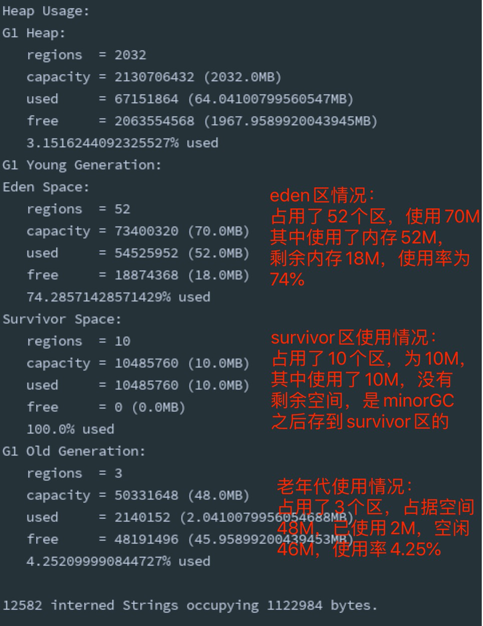 Heap Usage:
G1 Heap:
regions = 2032
capacity = 2130706432 (2032.0MB)
used = 67151864 (64.04100799560547MB)
free = 2063554568 (1967.9589920043945MB)
3.1516244092325527% used
G1 Young Generation:
Eden Space:
regions = 52
capacity = 73400320 (70.0MB)
used = 54525952 (52.0MB)
free = 18874368 (18.0MB)
74.28571428571429% used
eden区情况:
占用了52个区，使用70M
其中使用了内存52M,
剩余内存18M，使用率为
74%
Survivor Space:
regions = 10
capacity = 10485760 (10.0MB)
used = 10485760 (10.0MB)
free = 0 (0.0MB)
100.0% used
survivor区使用情况:
占用了10个区，为10M,
其中使用了10M，没有
剩余空间，是minorGC
之后存到survivor区的
G1 Old Generation:
regions = 3
capacity = 50331648 (48.0MB)
used = 2140152 (2.0410079956054688MB)
free = 48191496 (45.95899200439453MB)
4.252099990844727% used
老年代使用情况:
占用了3个区，占据空间
48M，已使用2M，空闲
46M，使用率4.25%
12582 interned Strings occupying 1122984 bytes.